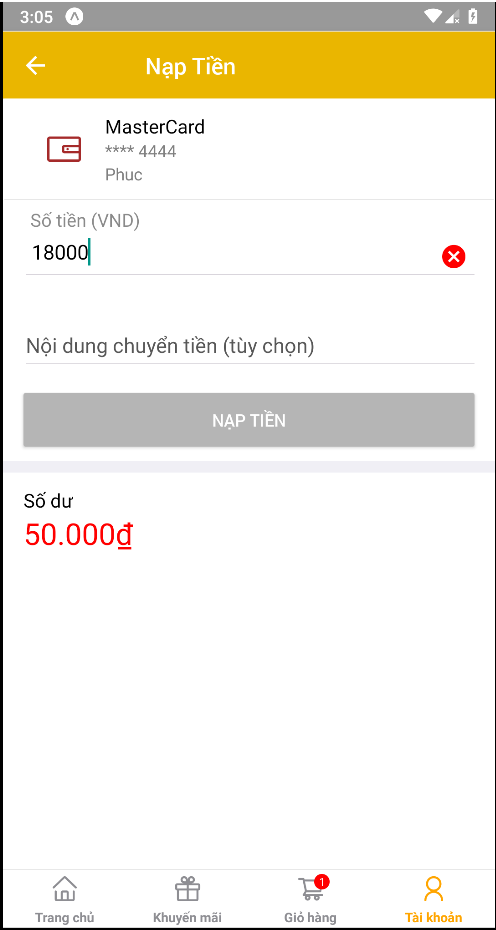 3:05
Nạp Tiền
MasterCard
**** 4444
Phuc
Số tiền (VND)
18000
Nội dung chuyển tiền (tùy chọn)
NẠP TIỀN
Số dư
50.000₫
1
Trang chủ
Khuyến mãi
Giỏ hàng
Tài khoản